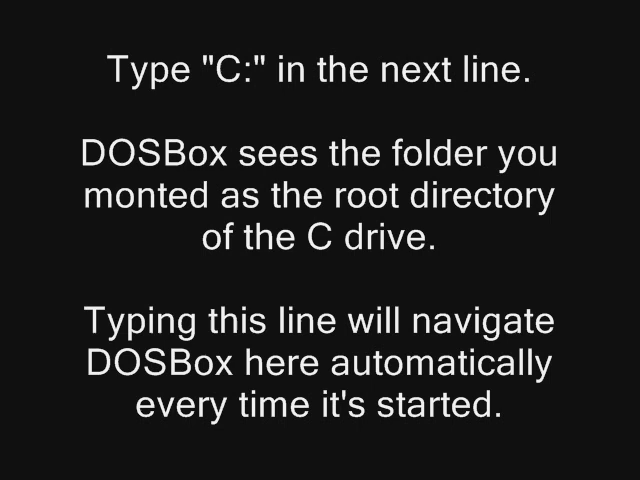 Type "C:" in the next line.
DOSBox sees the folder you
monted as the root directory
of the C drive.
Typing this line will navigate
DOSBox here automatically
every time it's started.